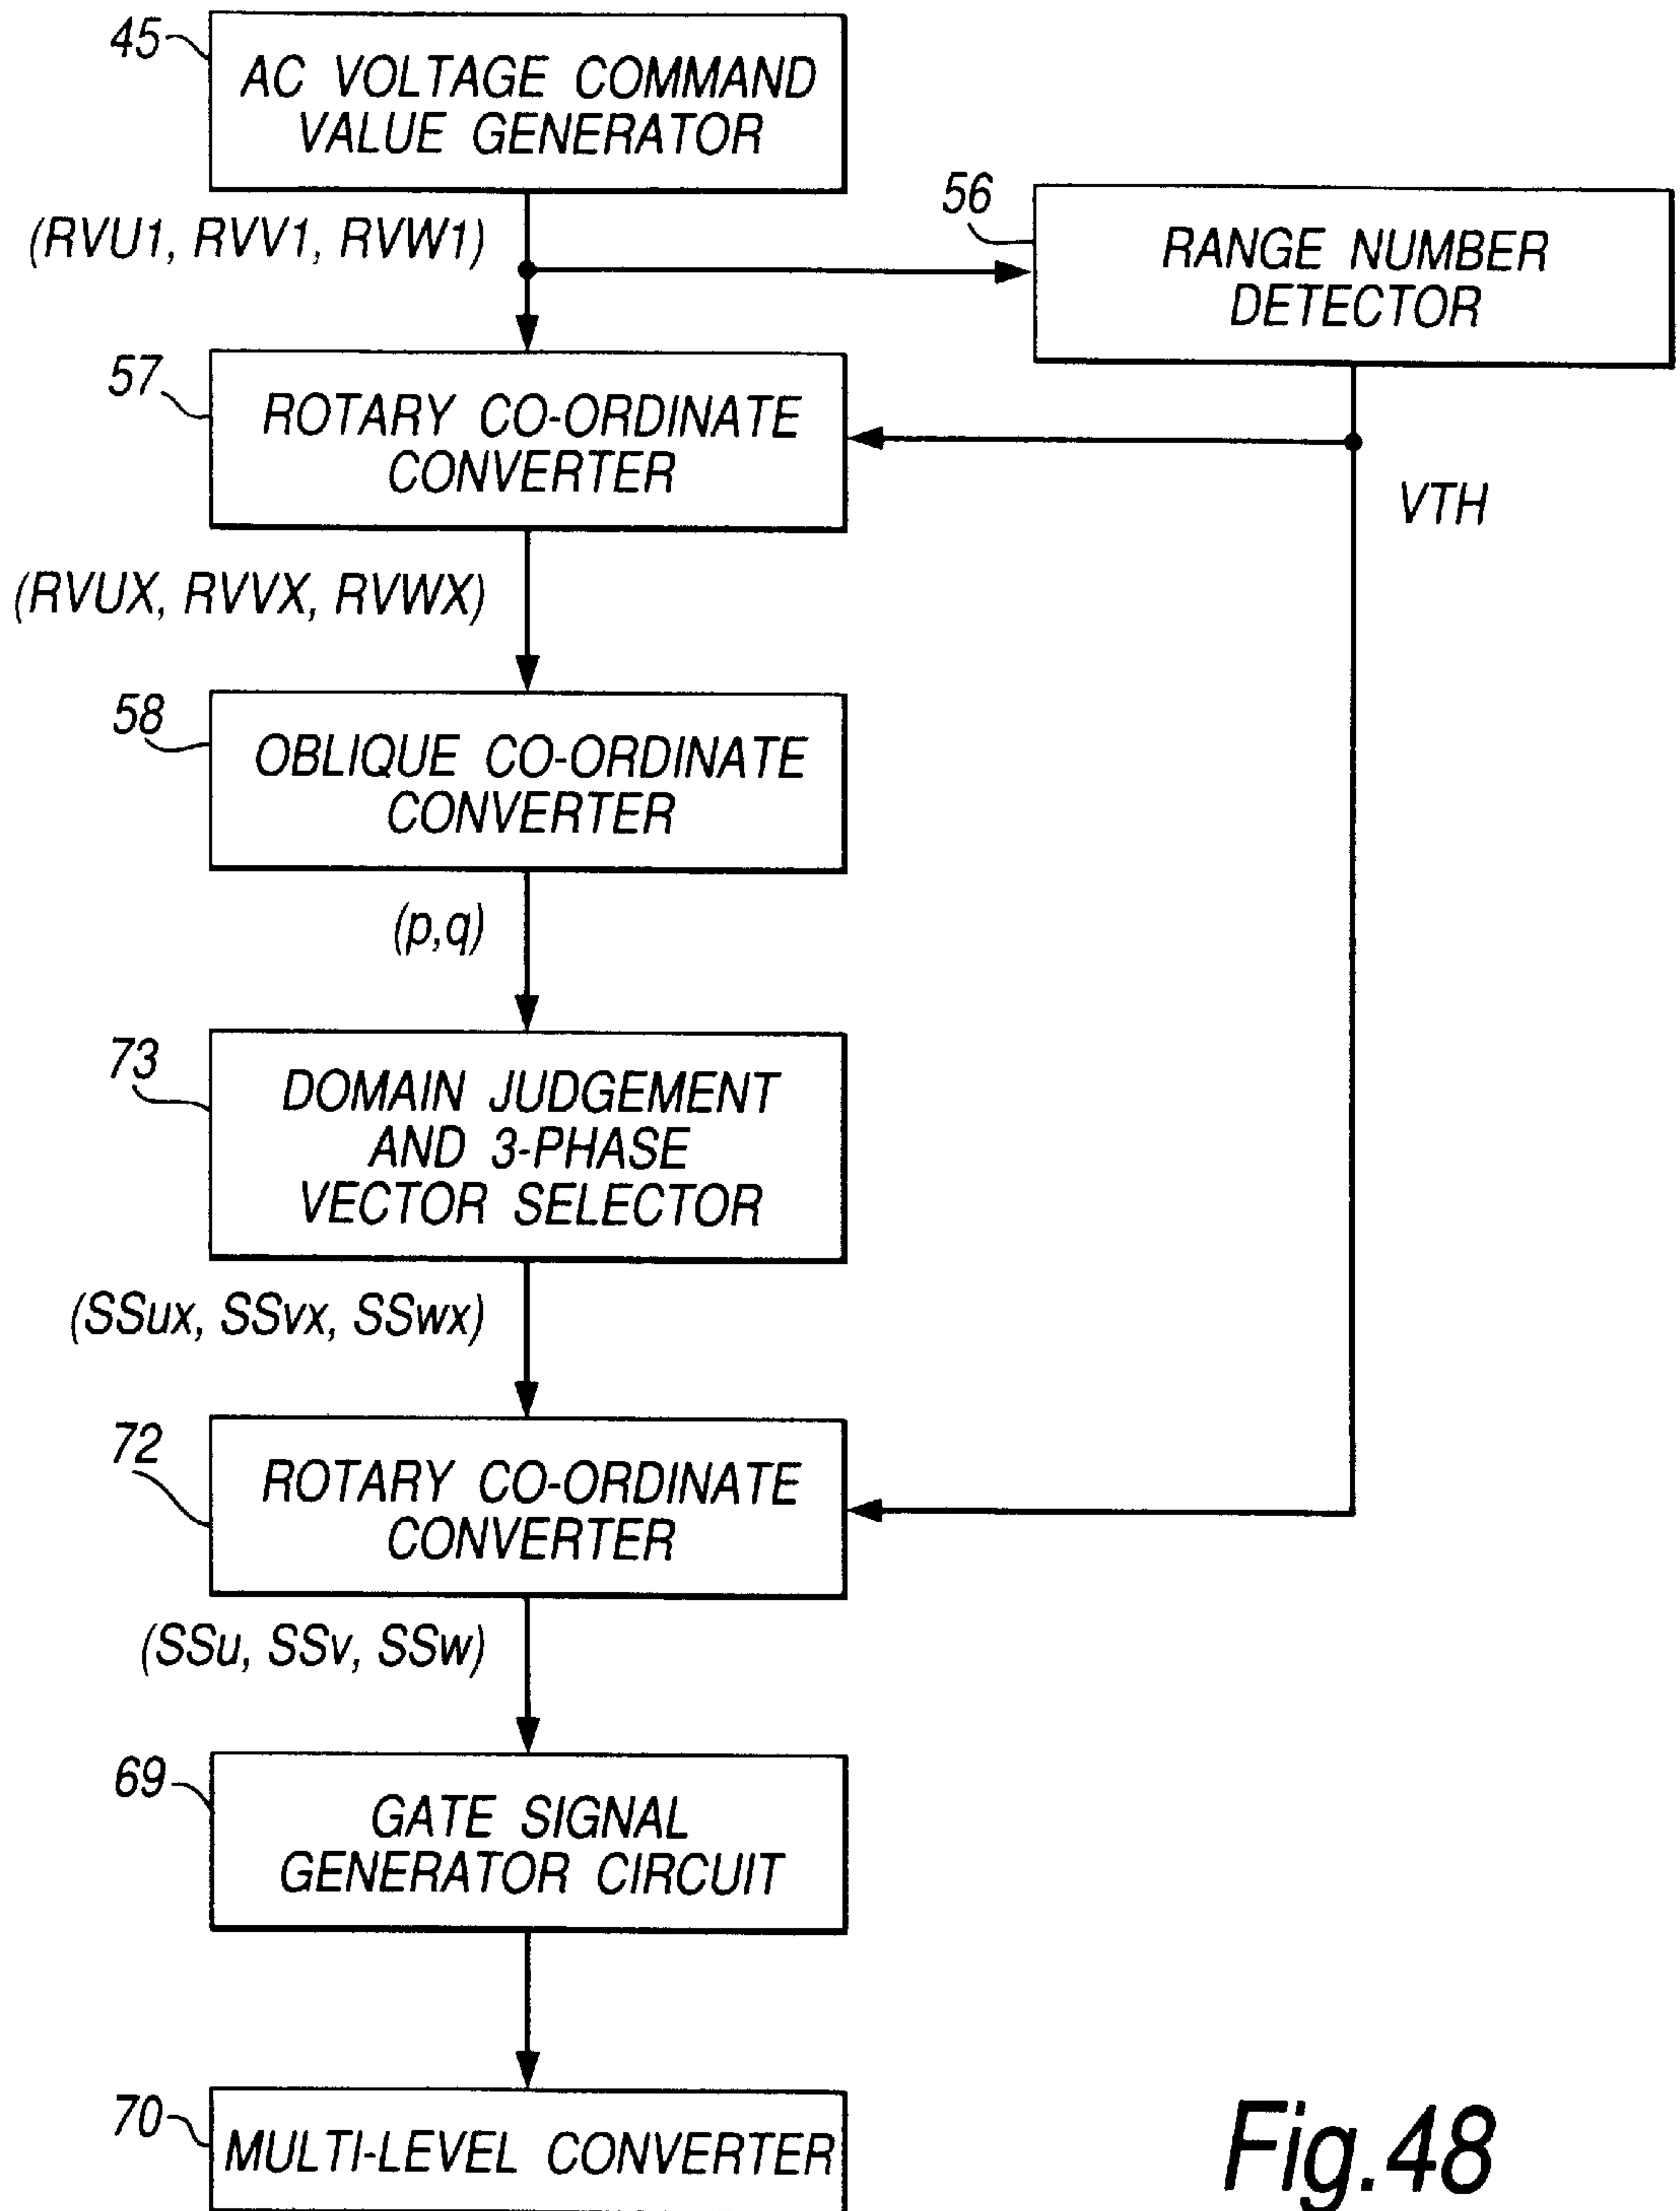 45
AC VOLTAGE COMMAND
VALUE GENERATOR
(RVU1, RVV1, RVW1)
56
RANGE NUMBER
DETECTOR
57
ROTARY CO-ORDINATE
CONVERTER
VTH
(RVUX, RVVX, RVWX)
58
OBLIQUE CO-ORDINATE
CONVERTER
(p,q)
73
DOMAIN JUDGEMENT
AND 3-PHASE
VECTOR SELECTOR
(SSux, SSvx, SSwx)
72
ROTARY CO-ORDINATE
CONVERTER
(SSu, SSv, SSw)
69
GATE SIGNAL
GENERATOR CIRCUIT
70
MULTI-LEVEL CONVERTER
Fig.48